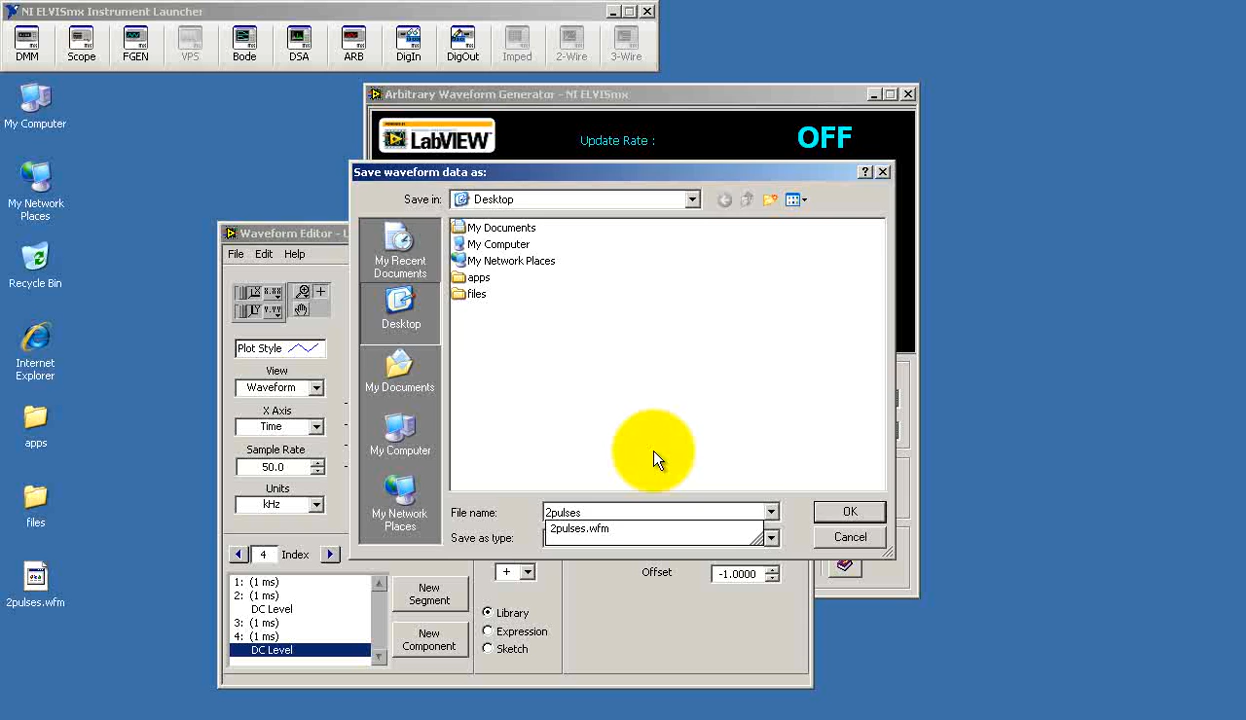 NI ELVISmx Instrument Launcher
DMM Scope FGEN VPS Bode DSA ARB DigIn DigOut Imped 2-Wire 3-Wire
My Computer
My Network
Places
Recycle Bin
Internet
Explorer
apps
files
2pulses.wfm
Arbitrary Waveform Generator - NI ELVISmx
LabVIEW
Update Rate :
OFF
Save waveform data as:
Save in:
Desktop
My Recent
Documents
Desktop
My Documents
My Computer
My Network
Places
My Documents
My Computer
My Network Places
apps
files
File name:
2pulses
OK
2pulses.wfm
Save as type:
Cancel
Waveform Editor -
File Edit Help
Plot Style
View
Waveform
X Axis
Time
Sample Rate
50.0
Units
kHz
4 Index
1: (1 ms)
2: (1 ms)
DC Level
3: (1 ms)
4: (1 ms)
DC Level
New
Segment
New
Component
+
Library
Expression
Sketch
Offset
-1.0000